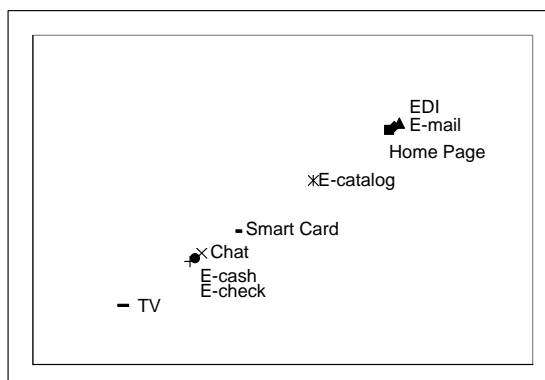 EDI
E-mail
Home Page
E-catalog
Smart Card
Chat
E-cash
E-check
TV